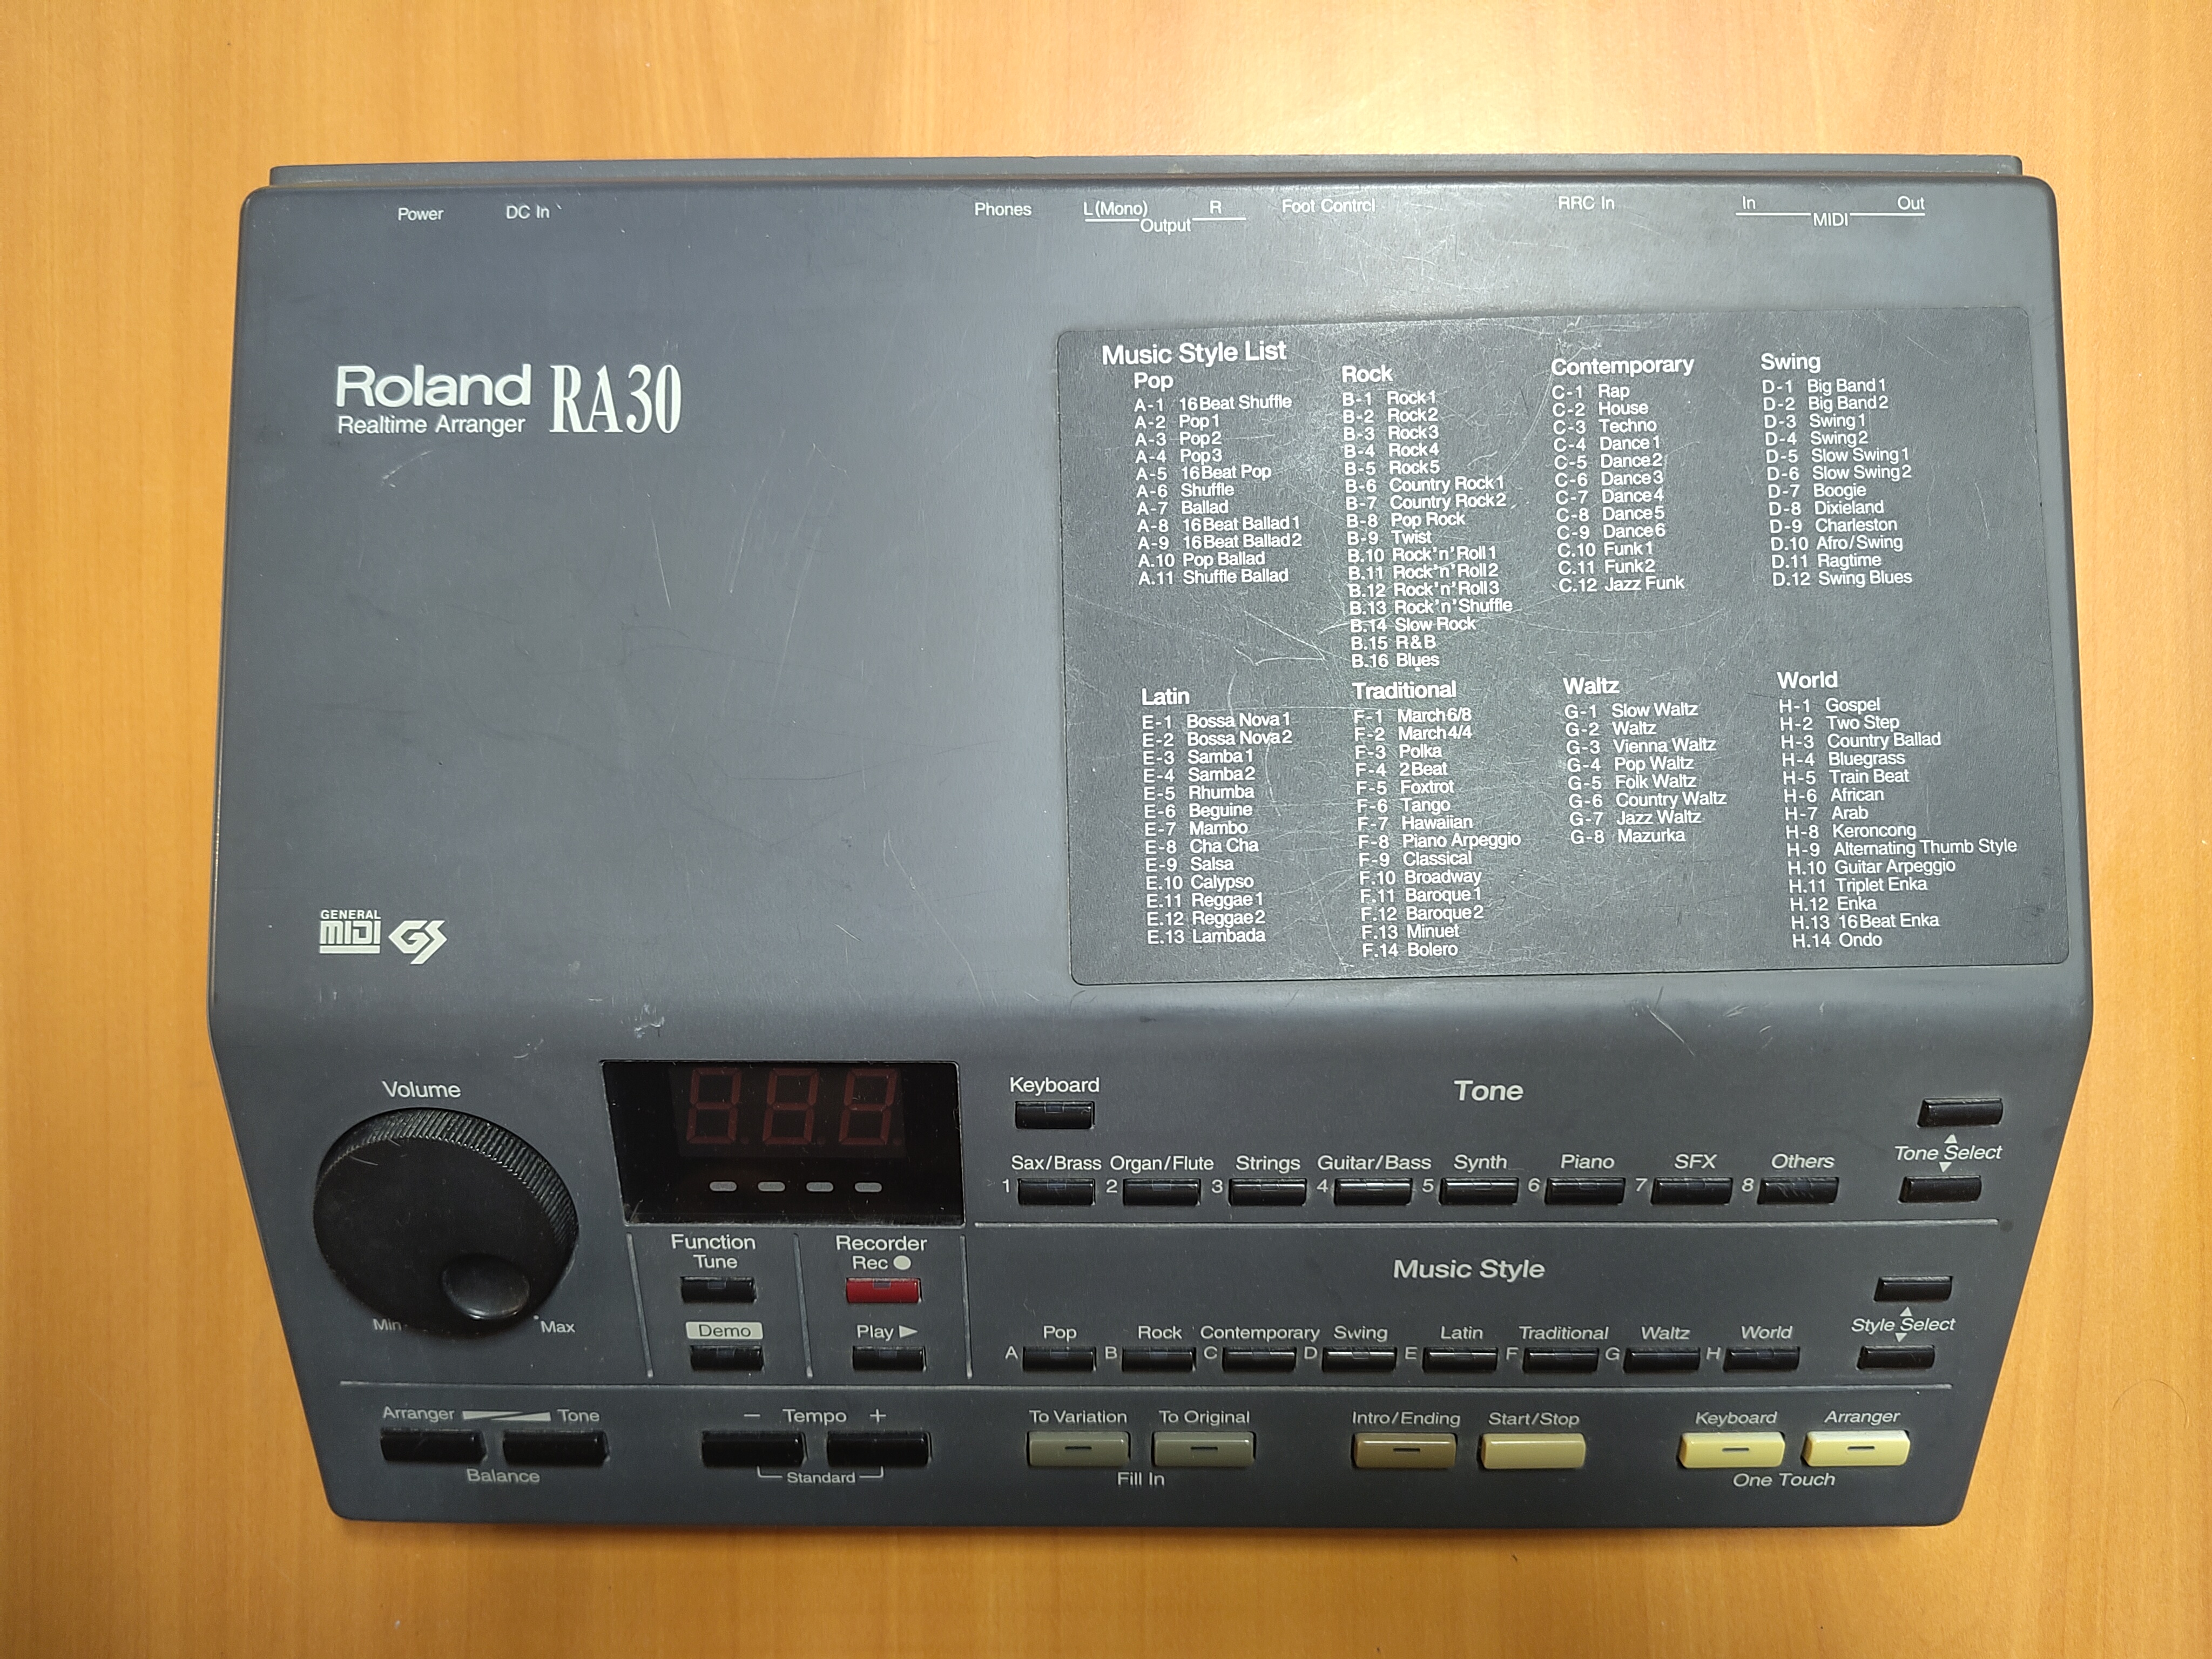 Power DC In Phones L(Mono) R Foot Control RRC In In Out
Output MIDI
Roland RA30
Realtime Arranger
Music Style List
Pop
A-1 16Beat Shuffle
A-2 Pop1
A-3 Pop2
A-4 Pop3
A-5 16Beat Pop
A-6 Shuffle
A-7 Ballad
A-8 16Beat Ballad1
A-9 16Beat Ballad2
A.10 Pop Ballad
A.11 Shuffle Ballad
Rock
B-1 Rock1
B-2 Rock2
B-3 Rock3
B-4 Rock4
B-5 Rock5
B-6 Country Rock1
B-7 Country Rock2
B-8 Pop Rock
B-9 Twist
B.10 Rock'n'Roll1
B.11 Rock'n'Roll2
B.12 Rock'n'Roll3
B.13 Rock'n'Shuffle
B.14 Slow Rock
B.15 R&B
B.16 Blues
Contemporary
C-1 Rap
C-2 House
C-3 Techno
C-4 Dance1
C-5 Dance2
C-6 Dance3
C-7 Dance4
C-8 Dance5
C-9 Dance6
C.10 Funk1
C.11 Funk2
C.12 Jazz Funk
Swing
D-1 Big Band1
D-2 Big Band2
D-3 Swing1
D-4 Swing2
D-5 Slow Swing1
D-6 Slow Swing2
D-7 Boogie
D-8 Dixieland
D-9 Charleston
D.10 Afro/Swing
D.11 Ragtime
D.12 Swing Blues
Latin
E-1 Bossa Nova1
E-2 Bossa Nova2
E-3 Samba1
E-4 Samba2
E-5 Rhumba
E-6 Beguine
E-7 Mambo
E-8 Cha Cha
E-9 Salsa
E.10 Calypso
E.11 Reggae1
E.12 Reggae2
E.13 Lambada
Traditional
F-1 March6/8
F-2 March4/4
F-3 Polka
F-4 2Beat
F-5 Foxtrot
F-6 Tango
F-7 Hawaiian
F-8 Piano Arpeggio
F-9 Classical
F.10 Broadway
F.11 Baroque1
F.12 Baroque2
F.13 Minuet
F.14 Bolero
Waltz
G-1 Slow Waltz
G-2 Waltz
G-3 Vienna Waltz
G-4 Pop Waltz
G-5 Folk Waltz
G-6 Country Waltz
G-7 Jazz Waltz
G-8 Mazurka
World
H-1 Gospel
H-2 Two Step
H-3 Country Ballad
H-4 Bluegrass
H-5 Train Beat
H-6 African
H-7 Arab
H-8 Keroncong
H-9 Alternating Thumb Style
H.10 Guitar Arpeggio
H.11 Triplet Enka
H.12 Enka
H.13 16Beat Enka
H.14 Ondo
GENERAL
MIDI GS
Volume
Min Max
Function
Tune
Demo
Recorder
Rec ●
Play ►
Keyboard Tone
Sax/Brass Organ/Flute Strings Guitar/Bass Synth Piano SFX Others
1 2 3 4 5 6 7 8
▲
Tone Select
▼
Music Style
Pop Rock Contemporary Swing Latin Traditional Waltz World
A B C D E F G H
▲
Style Select
▼
Arranger Tone
Balance
− Tempo +
Standard
To Variation To Original
Fill In
Intro/Ending Start/Stop
Keyboard Arranger
One Touch